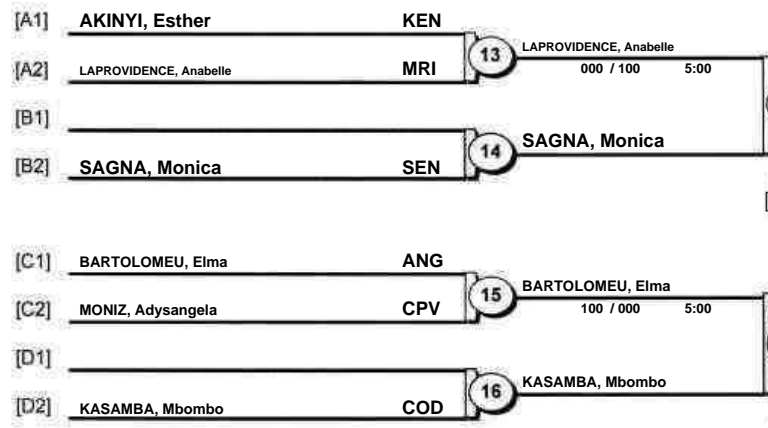 [A1] AKINYI, Esther KEN
13 LAPROVIDENCE, Anabelle
[A2] LAPROVIDENCE, Anabelle MRI
000 / 100 5:00
[B1]
14 SAGNA, Monica
[B2] SAGNA, Monica SEN
[C1] BARTOLOMEU, Elma ANG
15 BARTOLOMEU, Elma
[C2] MONIZ, Adysangela CPV
100 / 000 5:00
[D1]
16 KASAMBA, Mbombo
[D2] KASAMBA, Mbombo COD